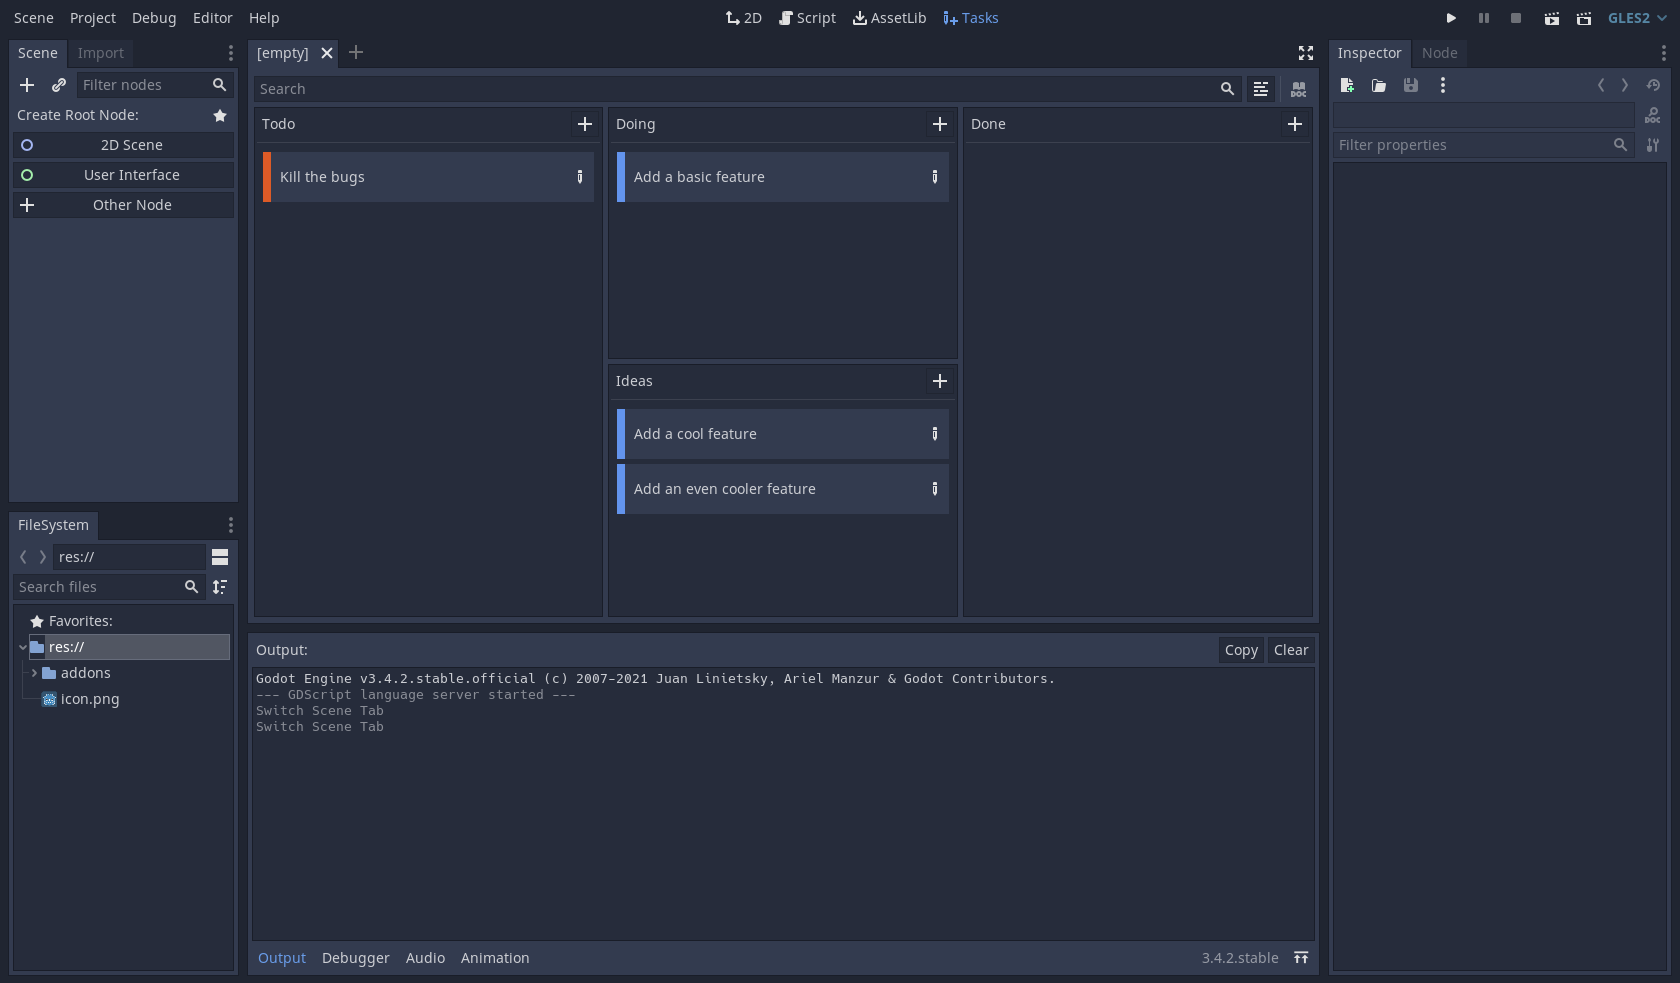 Scene Project Debug Editor Help
2D Script AssetLib Tasks
GLES2
Scene Import
Filter nodes
Create Root Node:
2D Scene
User Interface
Other Node
FileSystem
res://
Search files
Favorites:
res://
addons
icon.png
[empty]
Search
DOC
Todo
Kill the bugs
Doing
Add a basic feature
Ideas
Add a cool feature
Add an even cooler feature
Done
Output:
Copy Clear
Godot Engine v3.4.2.stable.official (c) 2007-2021 Juan Linietsky, Ariel Manzur & Godot Contributors.
--- GDScript language server started ---
Switch Scene Tab
Switch Scene Tab
Output Debugger Audio Animation
3.4.2.stable
Inspector Node
DOC
Filter properties